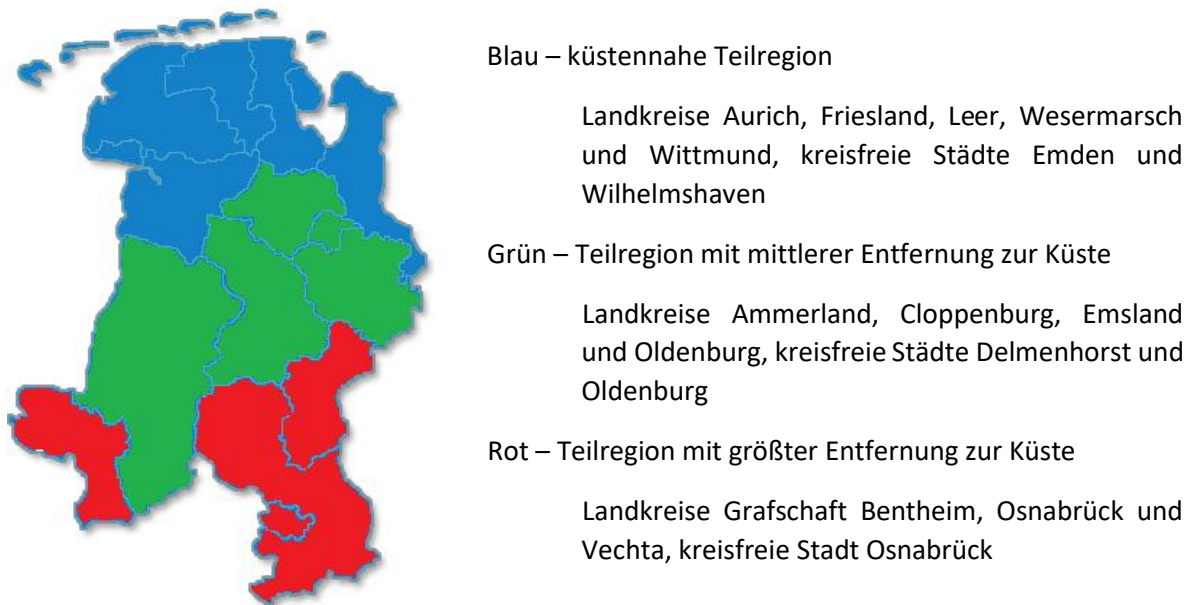 Blau – küstennahe Teilregion
Landkreise Aurich, Friesland, Leer, Wesermarsch
und Wittmund, kreisfreie Städte Emden und
Wilhelmshaven
Grün – Teilregion mit mittlerer Entfernung zur Küste
Landkreise Ammerland, Cloppenburg, Emsland
und Oldenburg, kreisfreie Städte Delmenhorst und
Oldenburg
Rot – Teilregion mit größter Entfernung zur Küste
Landkreise Grafschaft Bentheim, Osnabrück und
Vechta, kreisfreie Stadt Osnabrück